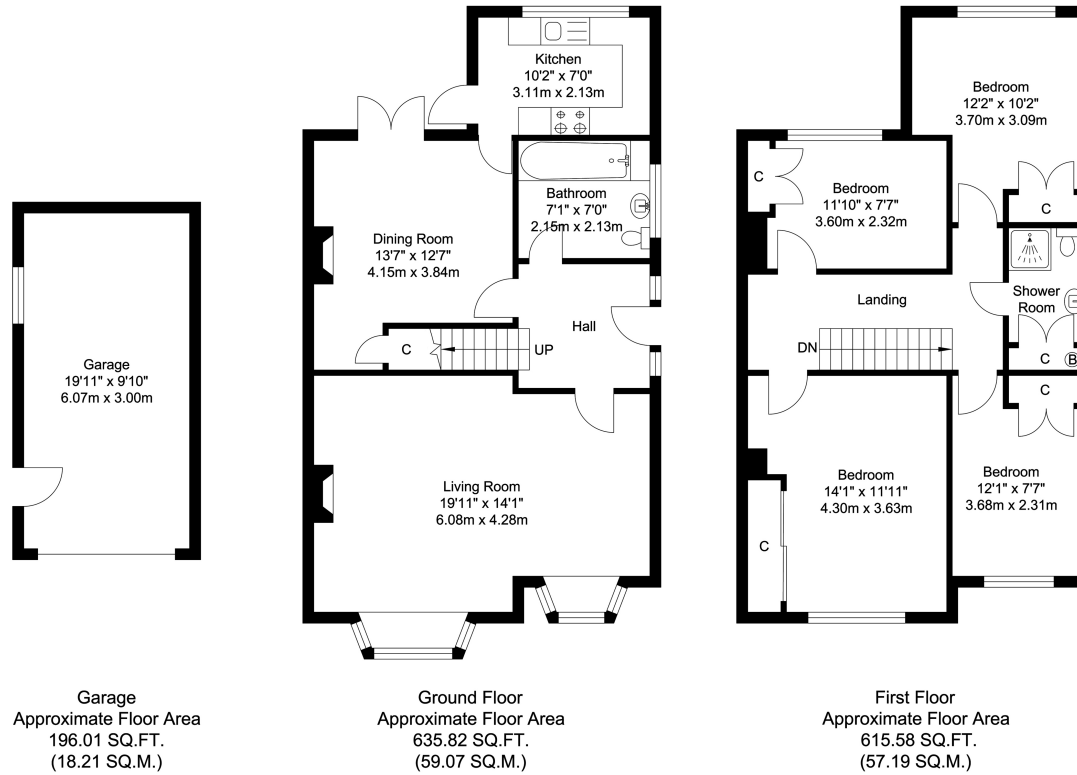 Kitchen
10'2" x 7'0"
3.11m x 2.13m
Bathroom
7'1" x 7'0"
2.15m x 2.13m
Dining Room
13'7" x 12'7"
4.15m x 3.84m
Hall
C
UP
Living Room
19'11" x 14'1"
6.08m x 4.28m
Garage
19'11" x 9'10"
6.07m x 3.00m
Bedroom
12'2" x 10'2"
3.70m x 3.09m
C
C
Bedroom
11'10" x 7'7"
3.60m x 2.32m
Landing
Shower
Room
DN
C
B
C
Bedroom
14'1" x 11'11"
4.30m x 3.63m
C
Bedroom
12'1" x 7'7"
3.68m x 2.31m
Garage
Approximate Floor Area
196.01 SQ.FT.
(18.21 SQ.M.)
Ground Floor
Approximate Floor Area
635.82 SQ.FT.
(59.07 SQ.M.)
First Floor
Approximate Floor Area
615.58 SQ.FT.
(57.19 SQ.M.)